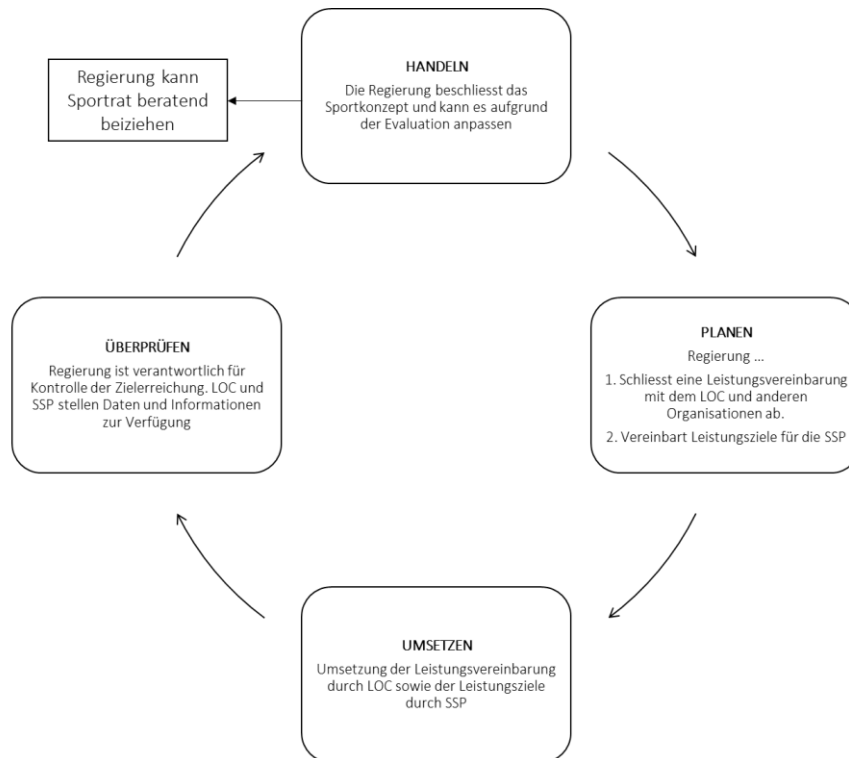 HANDELN
Die Regierung beschliesst das
Sportkonzept und kann es aufgrund
der Evaluation anpassen
Regierung kann
Sportrat beratend
beiziehen
PLANEN
Regierung ...
1. Schliesst eine Leistungsvereinbarung
mit dem LOC und anderen
Organisationen ab.
2. Vereinbart Leistungsziele für die SSP
UMSETZEN
Umsetzung der Leistungsvereinbarung
durch LOC sowie der Leistungsziele
durch SSP
ÜBERPRÜFEN
Regierung ist verantwortlich für
Kontrolle der Zielerreichung. LOC und
SSP stellen Daten und Informationen
zur Verfügung